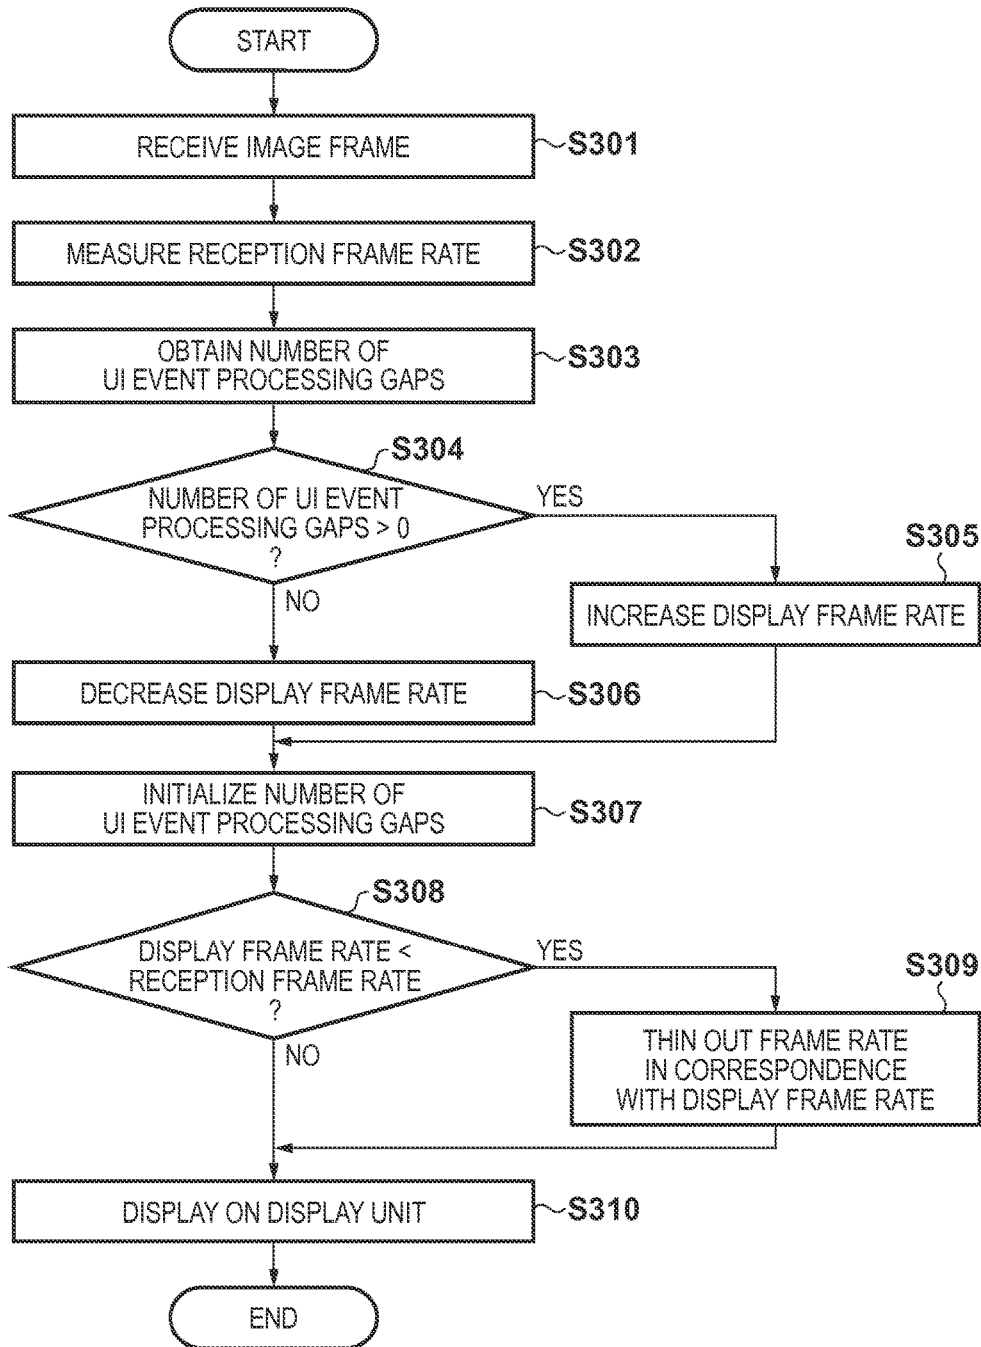 START
RECEIVE IMAGE FRAME
S301
MEASURE RECEPTION FRAME RATE
S302
OBTAIN NUMBER OF
UI EVENT PROCESSING GAPS
S303
S304
NUMBER OF UI EVENT
PROCESSING GAPS > 0
?
YES
NO
S305
INCREASE DISPLAY FRAME RATE
DECREASE DISPLAY FRAME RATE
S306
INITIALIZE NUMBER OF
UI EVENT PROCESSING GAPS
S307
S308
DISPLAY FRAME RATE <
RECEPTION FRAME RATE
?
YES
NO
S309
THIN OUT FRAME RATE
IN CORRESPONDENCE
WITH DISPLAY FRAME RATE
DISPLAY ON DISPLAY UNIT
S310
END